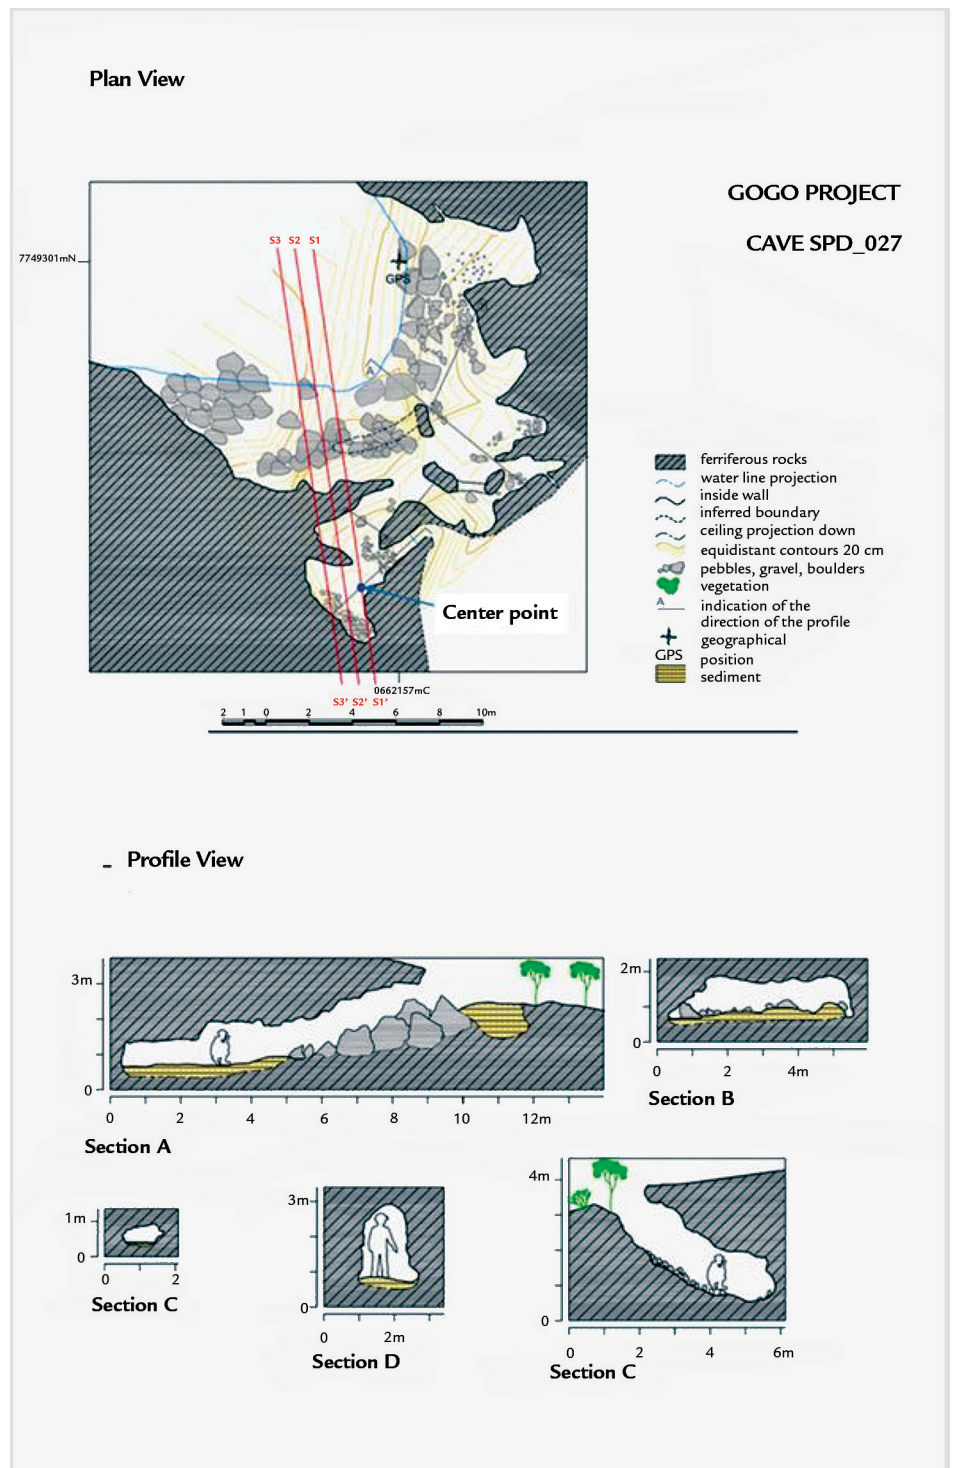 Plan View
GOGO PROJECT
CAVE SPD_027
7749301mN
S3 S2 S1
GPS
A
Center point
ferriferous rocks
water line projection
inside wall
inferred boundary
ceiling projection down
equidistant contours 20 cm
pebbles, gravel, boulders
vegetation
A indication of the
direction of the profile
geographical
GPS position
sediment
0662157mC
S3' S2' S1'
2 1 0 2 4 6 8 10m
Profile View
3m
0
0 2 4 6 8 10 12m
Section A
2m
0
0 2 4m
Section B
1m
0
0 2
Section C
3m
0
0 2m
Section D
4m
0
0 2 4 6m
Section C